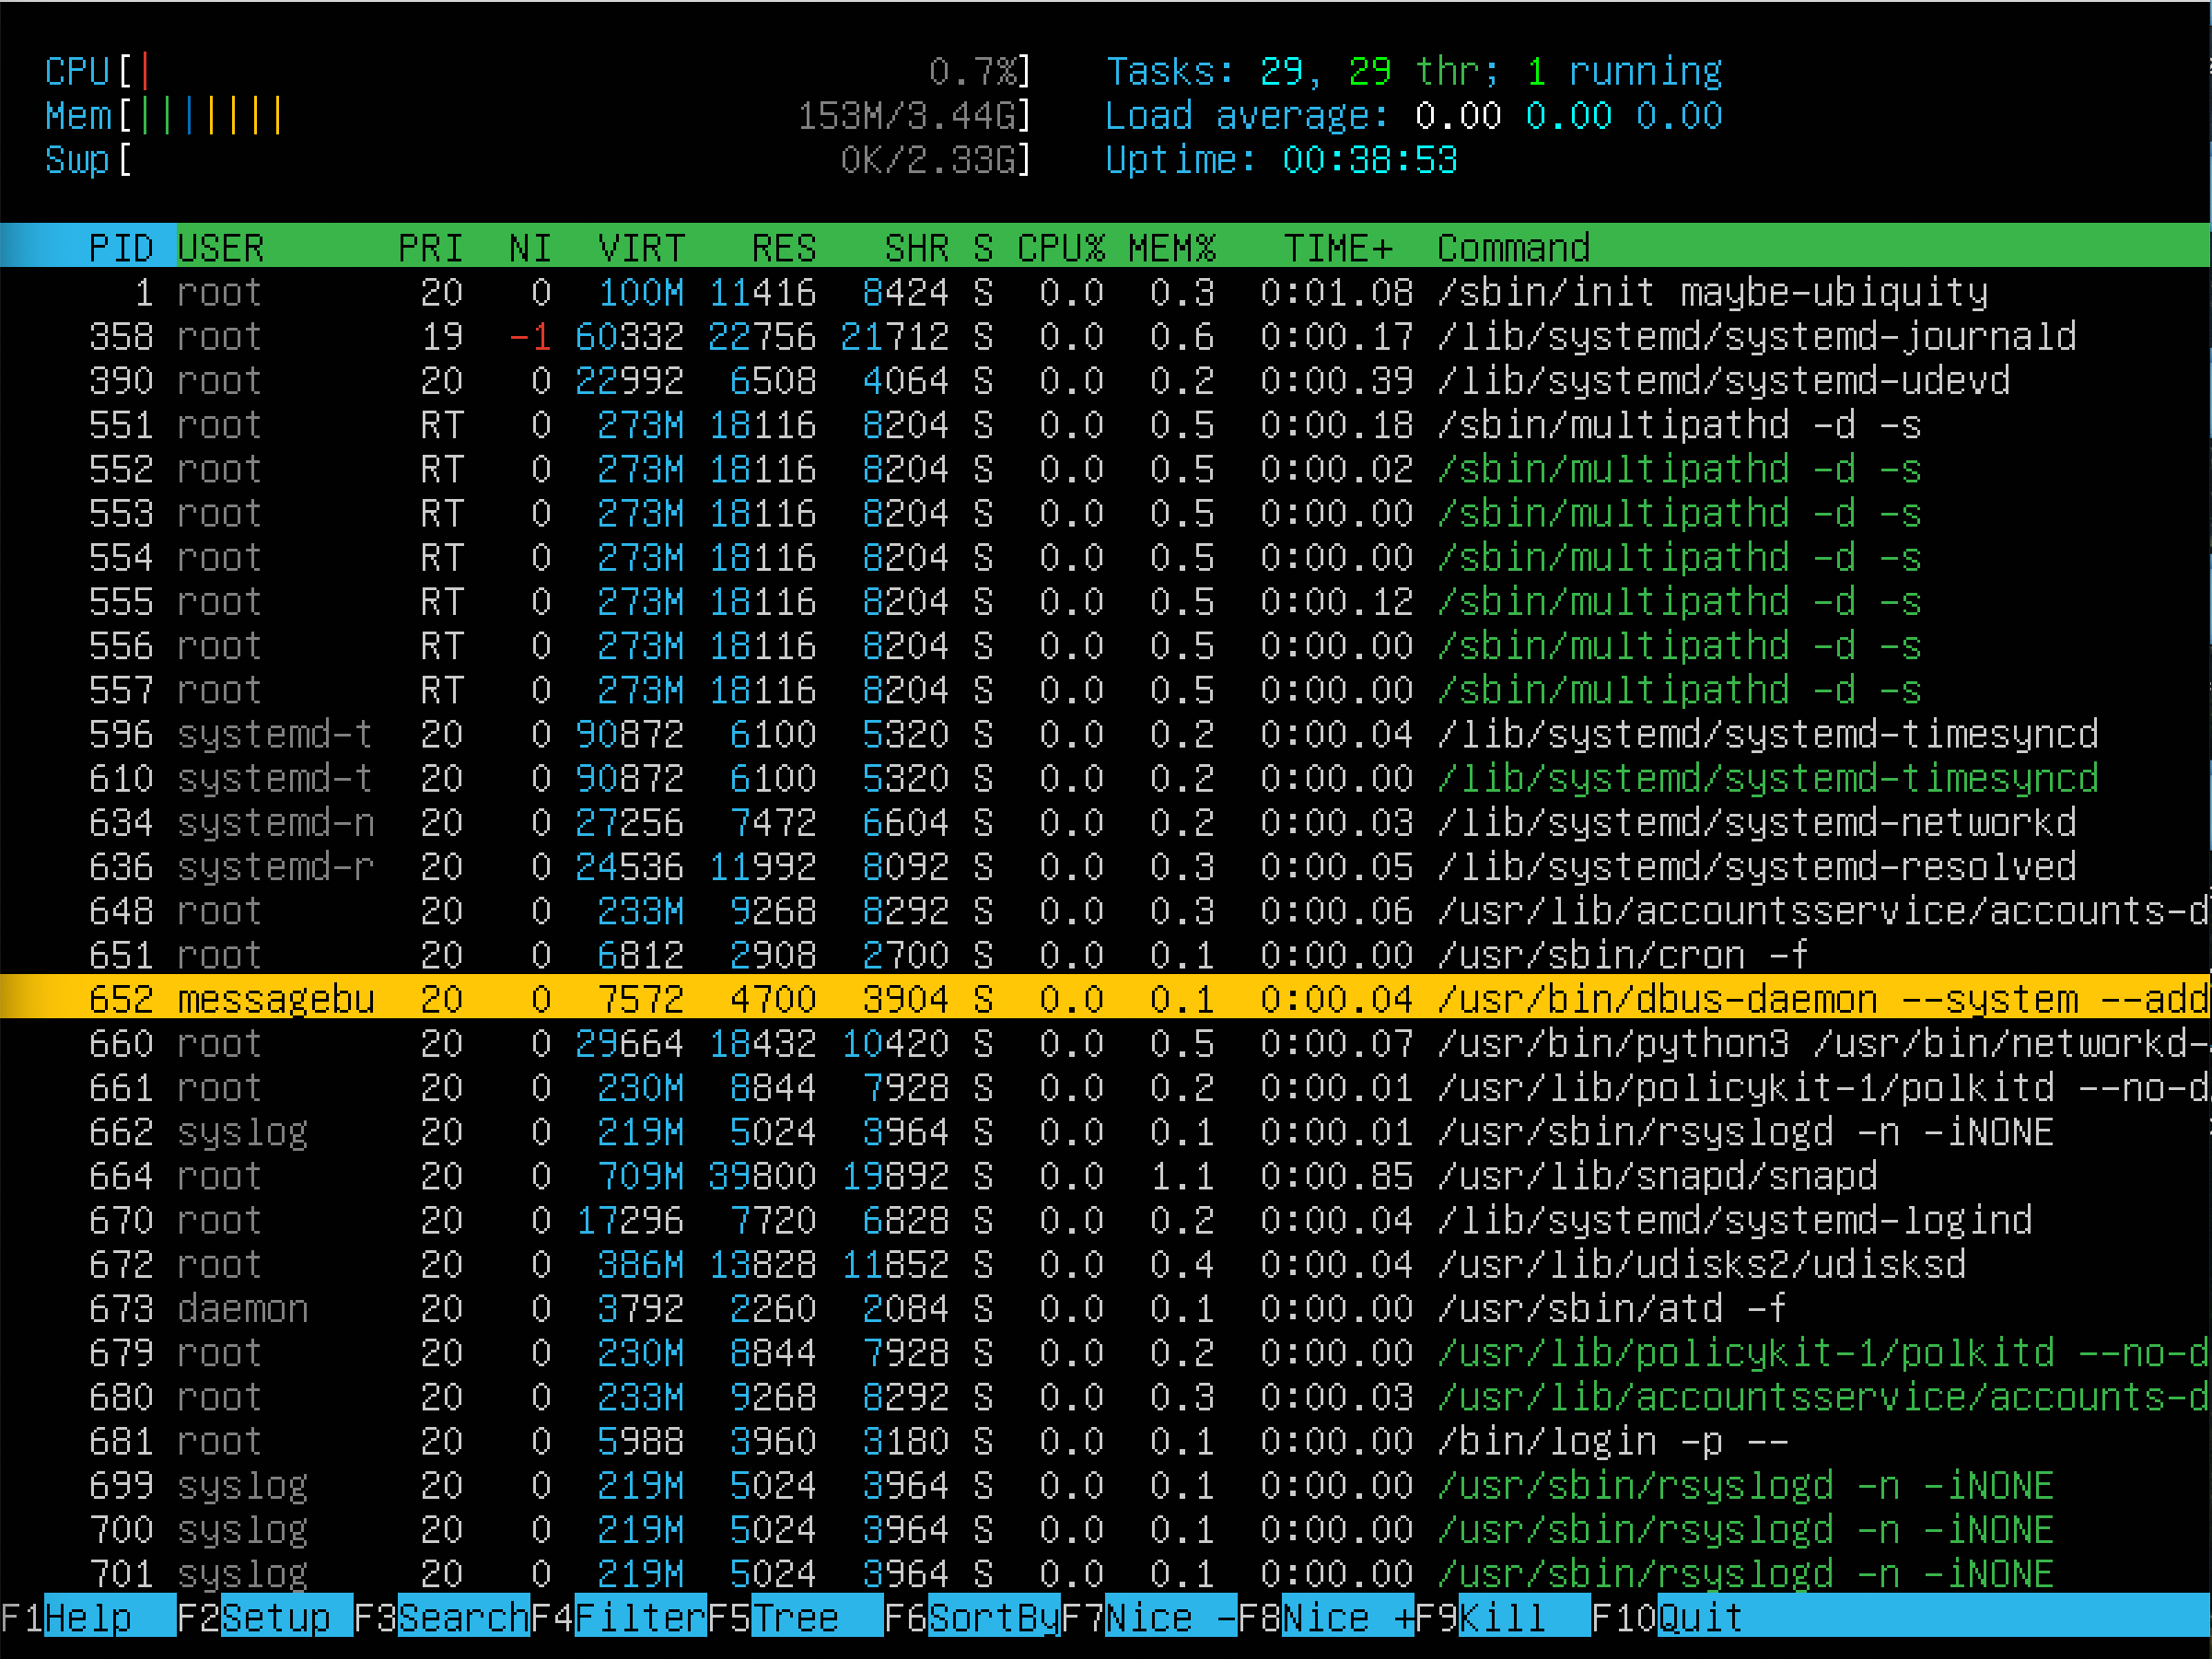 CPU[| 0.7%] Tasks: 29, 29 thr; 1 running
Mem[||||||| 153M/3.44G] Load average: 0.00 0.00 0.00
Swp[ 0K/2.33G] Uptime: 00:38:53
PID USER PRI NI VIRT RES SHR S CPU% MEM% TIME+ Command
1 root 20 0 100M 11416 8424 S 0.0 0.3 0:01.08 /sbin/init maybe-ubiquity
358 root 19 -1 60332 22756 21712 S 0.0 0.6 0:00.17 /lib/systemd/systemd-journald
390 root 20 0 22992 6508 4064 S 0.0 0.2 0:00.39 /lib/systemd/systemd-udevd
551 root RT 0 273M 18116 8204 S 0.0 0.5 0:00.18 /sbin/multipathd -d -s
552 root RT 0 273M 18116 8204 S 0.0 0.5 0:00.02 /sbin/multipathd -d -s
553 root RT 0 273M 18116 8204 S 0.0 0.5 0:00.00 /sbin/multipathd -d -s
554 root RT 0 273M 18116 8204 S 0.0 0.5 0:00.00 /sbin/multipathd -d -s
555 root RT 0 273M 18116 8204 S 0.0 0.5 0:00.12 /sbin/multipathd -d -s
556 root RT 0 273M 18116 8204 S 0.0 0.5 0:00.00 /sbin/multipathd -d -s
557 root RT 0 273M 18116 8204 S 0.0 0.5 0:00.00 /sbin/multipathd -d -s
596 systemd-t 20 0 90872 6100 5320 S 0.0 0.2 0:00.04 /lib/systemd/systemd-timesyncd
610 systemd-t 20 0 90872 6100 5320 S 0.0 0.2 0:00.00 /lib/systemd/systemd-timesyncd
634 systemd-n 20 0 27256 7472 6604 S 0.0 0.2 0:00.03 /lib/systemd/systemd-networkd
636 systemd-r 20 0 24536 11992 8092 S 0.0 0.3 0:00.05 /lib/systemd/systemd-resolved
648 root 20 0 233M 9268 8292 S 0.0 0.3 0:00.06 /usr/lib/accountsservice/accounts-d
651 root 20 0 6812 2908 2700 S 0.0 0.1 0:00.00 /usr/sbin/cron -f
652 messagebu 20 0 7572 4700 3904 S 0.0 0.1 0:00.04 /usr/bin/dbus-daemon --system --add
660 root 20 0 29664 18432 10420 S 0.0 0.5 0:00.07 /usr/bin/python3 /usr/bin/networkd-
661 root 20 0 230M 8844 7928 S 0.0 0.2 0:00.01 /usr/lib/policykit-1/polkitd --no-d
662 syslog 20 0 219M 5024 3964 S 0.0 0.1 0:00.01 /usr/sbin/rsyslogd -n -iNONE
664 root 20 0 709M 39800 19892 S 0.0 1.1 0:00.85 /usr/lib/snapd/snapd
670 root 20 0 17296 7720 6828 S 0.0 0.2 0:00.04 /lib/systemd/systemd-logind
672 root 20 0 386M 13828 11852 S 0.0 0.4 0:00.04 /usr/lib/udisks2/udisksd
673 daemon 20 0 3792 2260 2084 S 0.0 0.1 0:00.00 /usr/sbin/atd -f
679 root 20 0 230M 8844 7928 S 0.0 0.2 0:00.00 /usr/lib/policykit-1/polkitd --no-d
680 root 20 0 233M 9268 8292 S 0.0 0.3 0:00.03 /usr/lib/accountsservice/accounts-d
681 root 20 0 5988 3960 3180 S 0.0 0.1 0:00.00 /bin/login -p --
699 syslog 20 0 219M 5024 3964 S 0.0 0.1 0:00.00 /usr/sbin/rsyslogd -n -iNONE
700 syslog 20 0 219M 5024 3964 S 0.0 0.1 0:00.00 /usr/sbin/rsyslogd -n -iNONE
701 syslog 20 0 219M 5024 3964 S 0.0 0.1 0:00.00 /usr/sbin/rsyslogd -n -iNONE
F1Help F2Setup F3SearchF4FilterF5Tree F6SortByF7Nice -F8Nice +F9Kill F10Quit